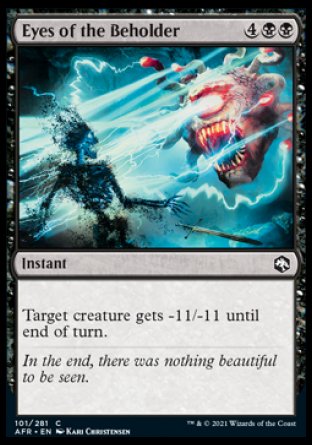 Eyes of the Beholder 4
Instant
Target creature gets -11/-11 until
end of turn.
In the end, there was nothing beautiful
to be seen.
101/281 C
AFR • EN Kari Christensen
™ & © 2021 Wizards of the Coast